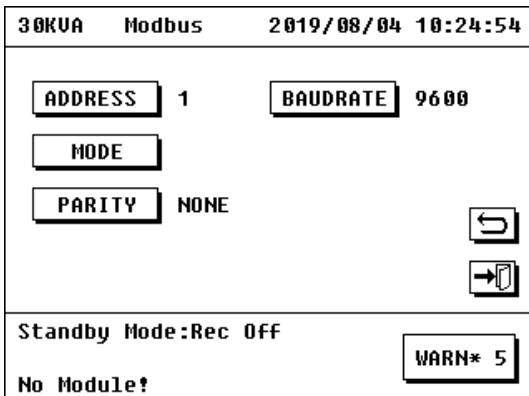 30KVA Modbus 2019/08/04 10:24:54
ADDRESS 1 BAUDRATE 9600
MODE
PARITY NONE
Standby Mode:Rec Off
WARN* 5
No Module!